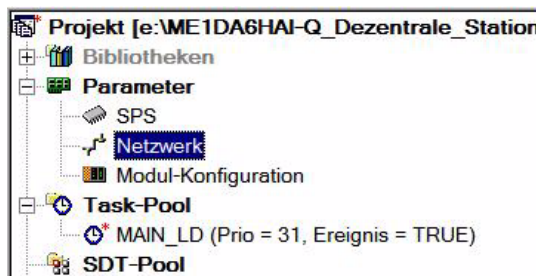 Projekt [e:\ME1DA6HAI-Q_Dezentrale_Station
Bibliotheken
Parameter
SPS
Netzwerk
Modul-Konfiguration
Task-Pool
MAIN_LD (Prio = 31, Ereignis = TRUE)
SDT-Pool